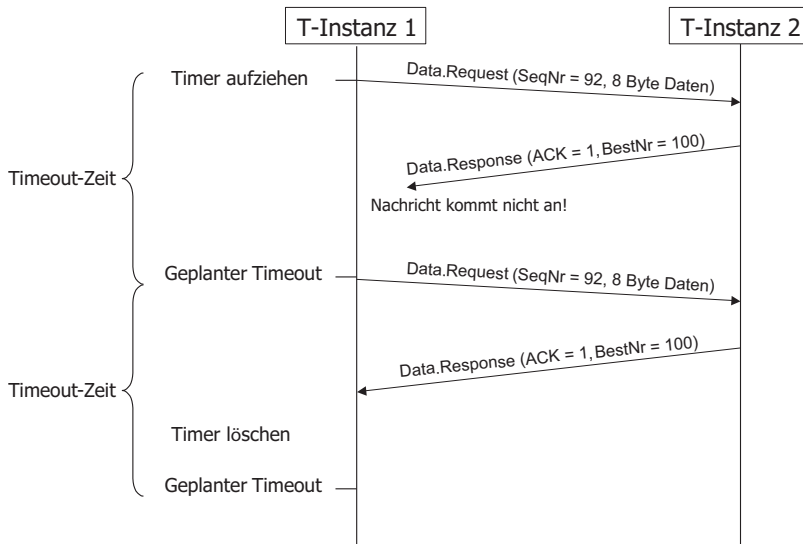 T-Instanz 1
T-Instanz 2
Timer aufziehen
Data.Request (SeqNr = 92, 8 Byte Daten)
Data.Response (ACK = 1, BestNr = 100)
Timeout-Zeit
Nachricht kommt nicht an!
Geplanter Timeout
Data.Request (SeqNr = 92, 8 Byte Daten)
Data.Response (ACK = 1, BestNr = 100)
Timeout-Zeit
Timer löschen
Geplanter Timeout